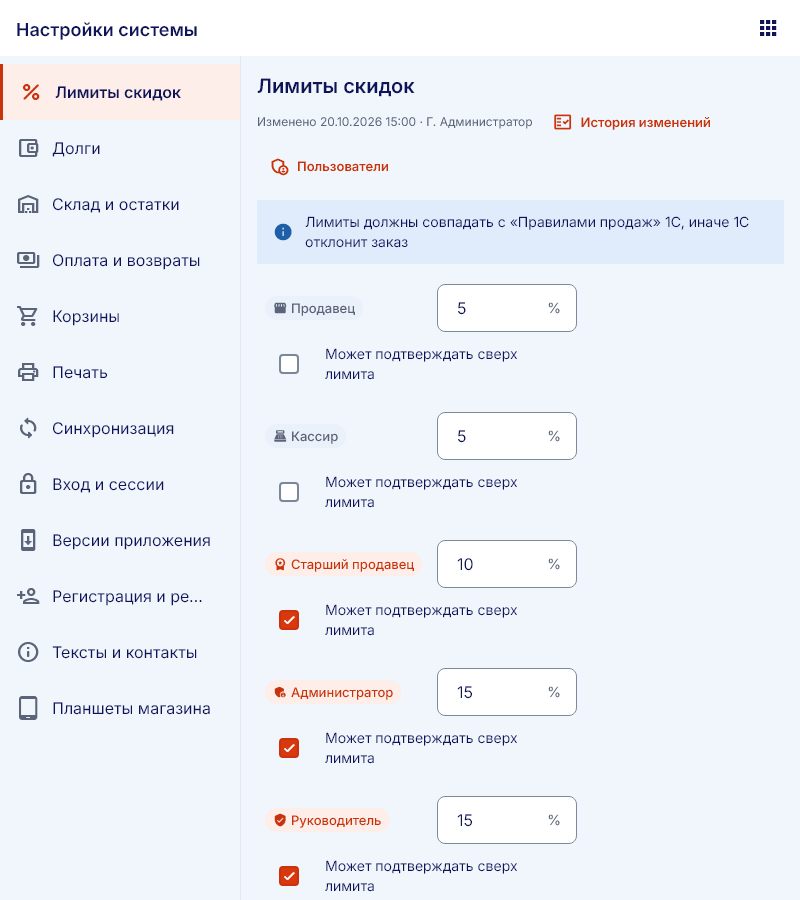 Настройки системы
Лимиты скидок
Долги
Склад и остатки
Оплата и возвраты
Корзины
Печать
Синхронизация
Вход и сессии
Версии приложения
Регистрация и ре...
Тексты и контакты
Планшеты магазина
Лимиты скидок
Изменено 20.10.2026 15:00 · Г. Администратор
История изменений
Пользователи
Лимиты должны совпадать с «Правилами продаж» 1С, иначе 1С
отклонит заказ
Продавец
5 %
Может подтверждать сверх
лимита
Кассир
5 %
Может подтверждать сверх
лимита
Старший продавец
10 %
Может подтверждать сверх
лимита
Администратор
15 %
Может подтверждать сверх
лимита
Руководитель
15 %
Может подтверждать сверх
лимита